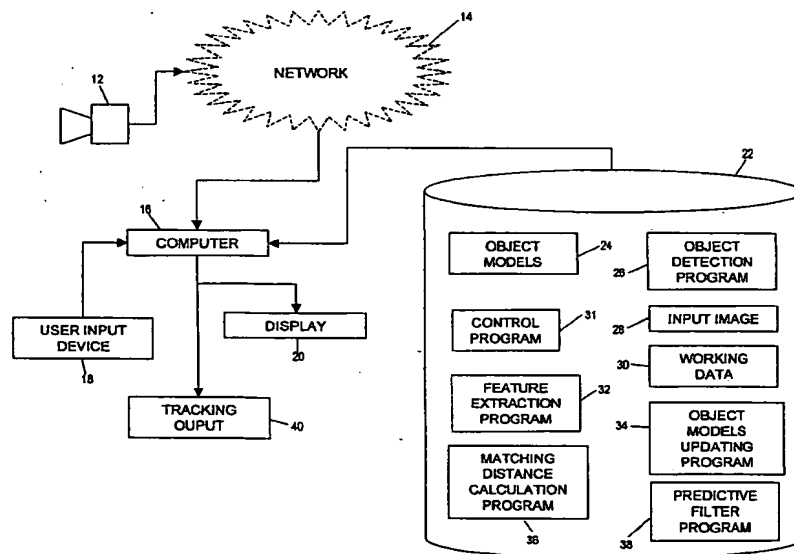 14
NETWORK
12
22
16
COMPUTER
OBJECT
MODELS
24
OBJECT
DETECTION
PROGRAM
26
USER INPUT
DEVICE
18
DISPLAY
20
CONTROL
PROGRAM
31
INPUT IMAGE
28
WORKING
DATA
30
TRACKING
OUPUT
40
FEATURE
EXTRACTION
PROGRAM
32
OBJECT
MODELS
UPDATING
PROGRAM
34
MATCHING
DISTANCE
CALCULATION
PROGRAM
36
PREDICTIVE
FILTER
PROGRAM
38